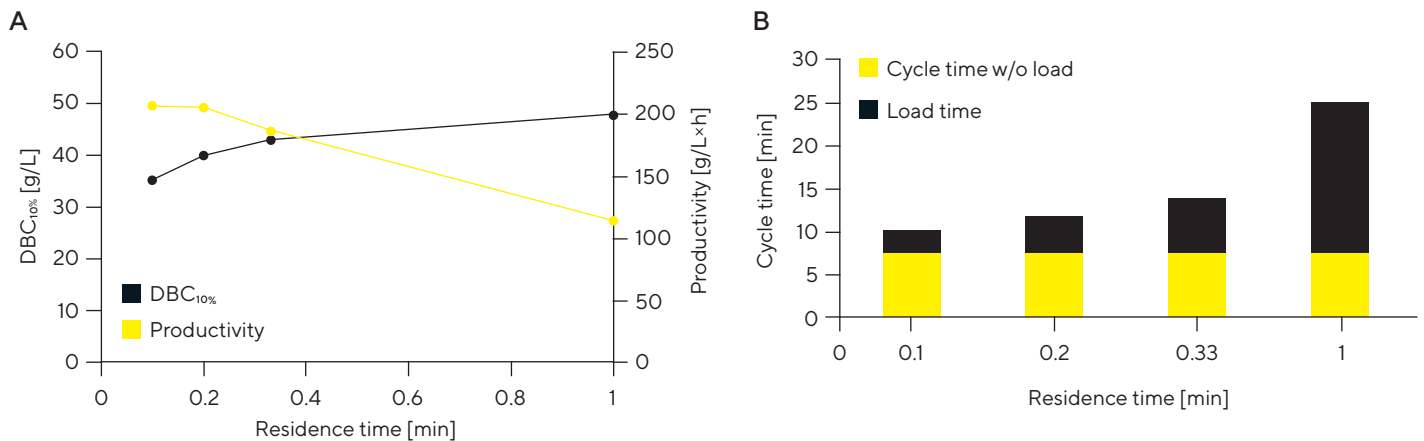 A
60
50
40
30
20
10
0
DBC₁₀% [g/L]
250
200
150
100
50
0
Productivity [g/L×h]
DBC₁₀%
Productivity
0 0.2 0.4 0.6 0.8 1
Residence time [min]
B
30
25
20
15
10
5
0
Cycle time [min]
Cycle time w/o load
Load time
0 0.1 0.2 0.33 1
Residence time [min]